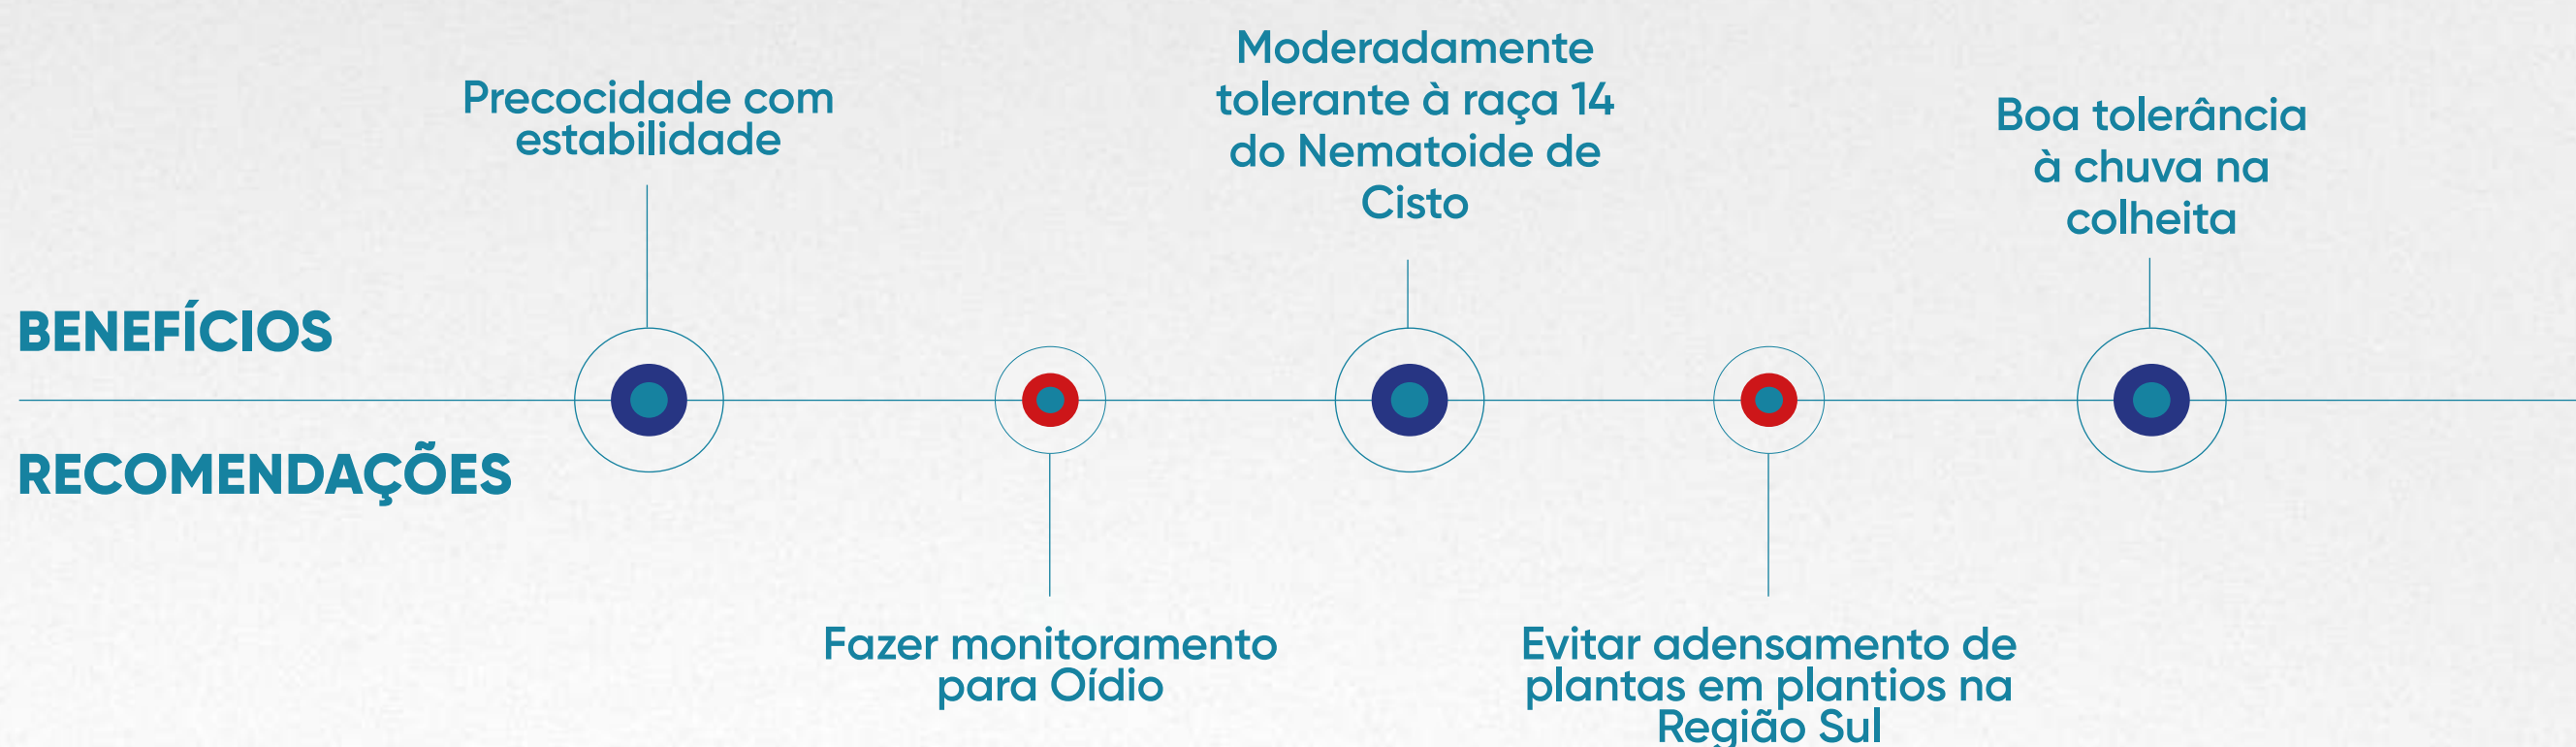 Precocidade com
estabilidade
Moderadamente
tolerante à raça 14
do Nematoide de
Cisto
Boa tolerância
à chuva na
colheita
BENEFÍCIOS
RECOMENDAÇÕES
Fazer monitoramento
para Oídio
Evitar adensamento de
plantas em plantios na
Região Sul